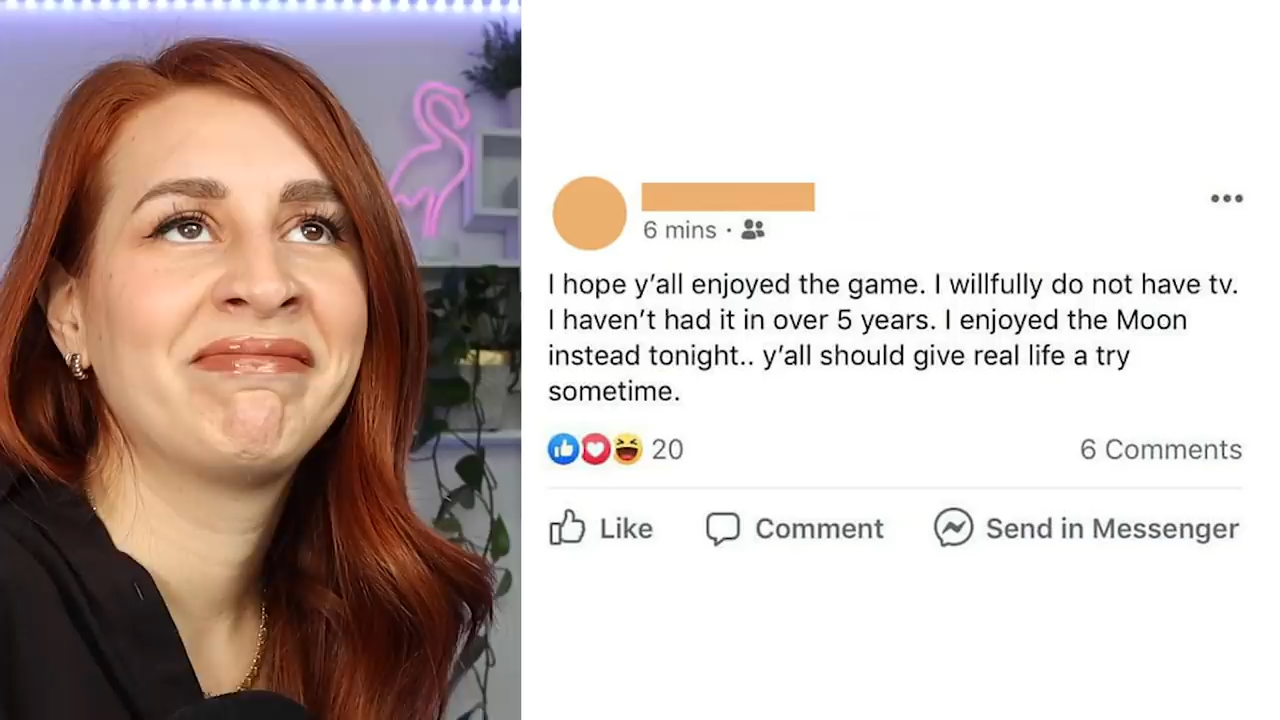 6 mins ·
I hope y’all enjoyed the game. I willfully do not have tv.
I haven’t had it in over 5 years. I enjoyed the Moon
instead tonight.. y’all should give real life a try
sometime.
20
6 Comments
Like
Comment
Send in Messenger